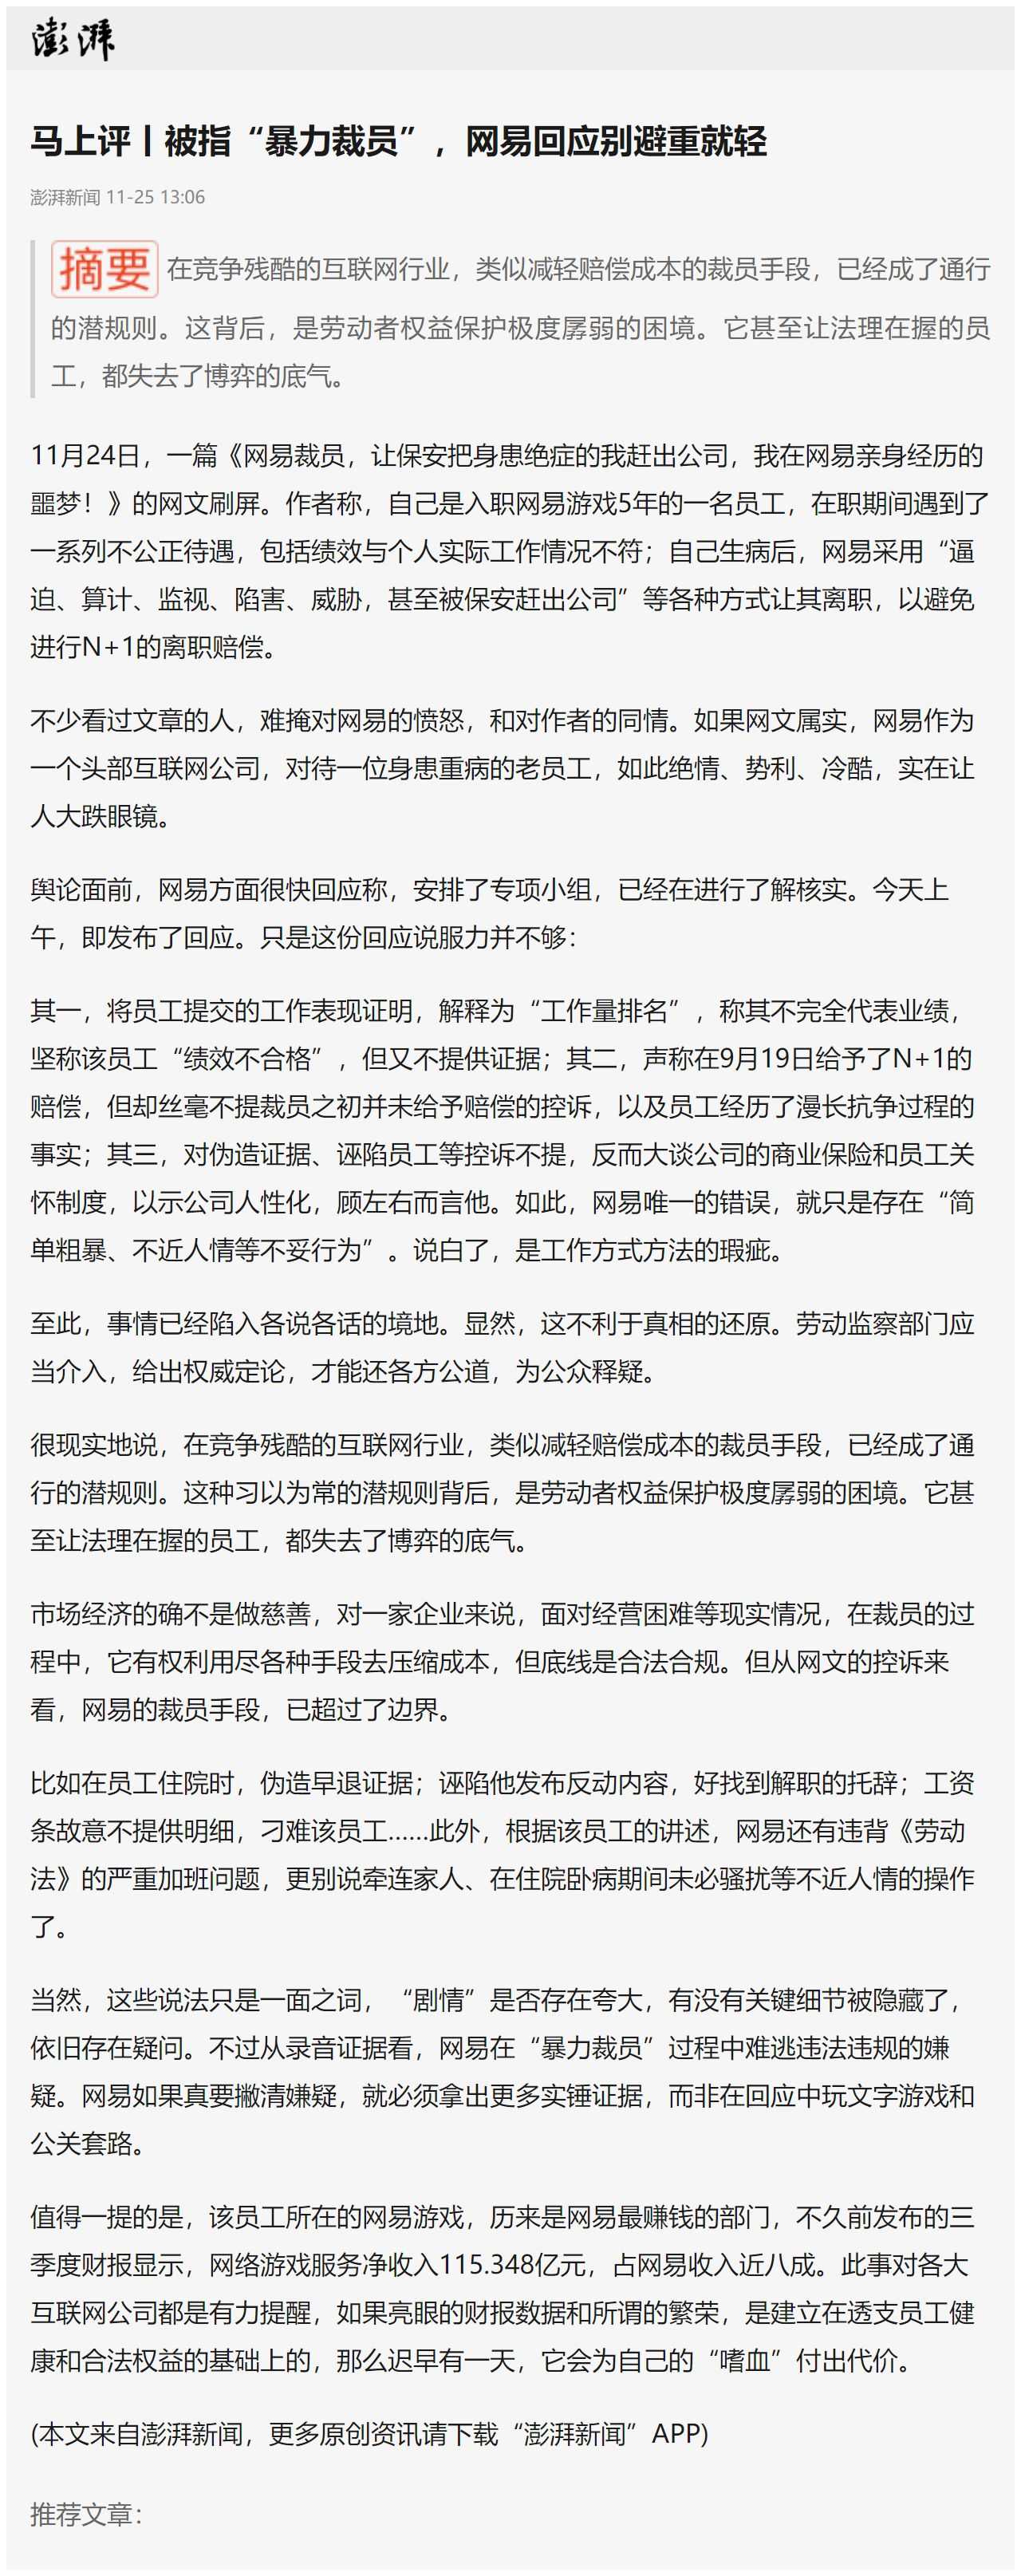 澎湃
马上评丨被指“暴力裁员”，网易回应别避重就轻
澎湃新闻 11-25 13:06
摘要 在竞争残酷的互联网行业，类似减轻赔偿成本的裁员手段，已经成了通行
的潜规则。这背后，是劳动者权益保护极度孱弱的困境。它甚至让法理在握的员
工，都失去了博弈的底气。
11月24日，一篇《网易裁员，让保安把身患绝症的我赶出公司，我在网易亲身经历的
噩梦！》的网文刷屏。作者称，自己是入职网易游戏5年的一名员工，在职期间遇到了
一系列不公正待遇，包括绩效与个人实际工作情况不符；自己生病后，网易采用“逼
迫、算计、监视、陷害、威胁，甚至被保安赶出公司”等各种方式让其离职，以避免
进行N+1的离职赔偿。
不少看过文章的人，难掩对网易的愤怒，和对作者的同情。如果网文属实，网易作为
一个头部互联网公司，对待一位身患重病的老员工，如此绝情、势利、冷酷，实在让
人大跌眼镜。
舆论面前，网易方面很快回应称，安排了专项小组，已经在进行了解核实。今天上
午，即发布了回应。只是这份回应说服力并不够：
其一，将员工提交的工作表现证明，解释为“工作量排名”，称其不完全代表业绩，
坚称该员工“绩效不合格”，但又不提供证据；其二，声称在9月19日给予了N+1的
赔偿，但却丝毫不提裁员之初并未给予赔偿的控诉，以及员工经历了漫长抗争过程的
事实；其三，对伪造证据、诬陷员工等控诉不提，反而大谈公司的商业保险和员工关
怀制度，以示公司人性化，顾左右而言他。如此，网易唯一的错误，就只是存在“简
单粗暴、不近人情等不妥行为”。说白了，是工作方式方法的瑕疵。
至此，事情已经陷入各说各话的境地。显然，这不利于真相的还原。劳动监察部门应
当介入，给出权威定论，才能还各方公道，为公众释疑。
很现实地说，在竞争残酷的互联网行业，类似减轻赔偿成本的裁员手段，已经成了通
行的潜规则。这种习以为常的潜规则背后，是劳动者权益保护极度孱弱的困境。它甚
至让法理在握的员工，都失去了博弈的底气。
市场经济的确不是做慈善，对一家企业来说，面对经营困难等现实情况，在裁员的过
程中，它有权利用尽各种手段去压缩成本，但底线是合法合规。但从网文的控诉来
看，网易的裁员手段，已超过了边界。
比如在员工住院时，伪造早退证据；诬陷他发布反动内容，好找到解职的托辞；工资
条故意不提供明细，刁难该员工……此外，根据该员工的讲述，网易还有违背《劳动
法》的严重加班问题，更别说牵连家人、在住院卧病期间未必骚扰等不近人情的操作
了。
当然，这些说法只是一面之词，“剧情”是否存在夸大，有没有关键细节被隐藏了，
依旧存在疑问。不过从录音证据看，网易在“暴力裁员”过程中难逃违法违规的嫌
疑。网易如果真要撇清嫌疑，就必须拿出更多实锤证据，而非在回应中玩文字游戏和
公关套路。
值得一提的是，该员工所在的网易游戏，历来是网易最赚钱的部门，不久前发布的三
季度财报显示，网络游戏服务净收入115.348亿元，占网易收入近八成。此事对各大
互联网公司都是有力提醒，如果亮眼的财报数据和所谓的繁荣，是建立在透支员工健
康和合法权益的基础上的，那么迟早有一天，它会为自己的“嗜血”付出代价。
(本文来自澎湃新闻，更多原创资讯请下载“澎湃新闻”APP)
推荐文章：